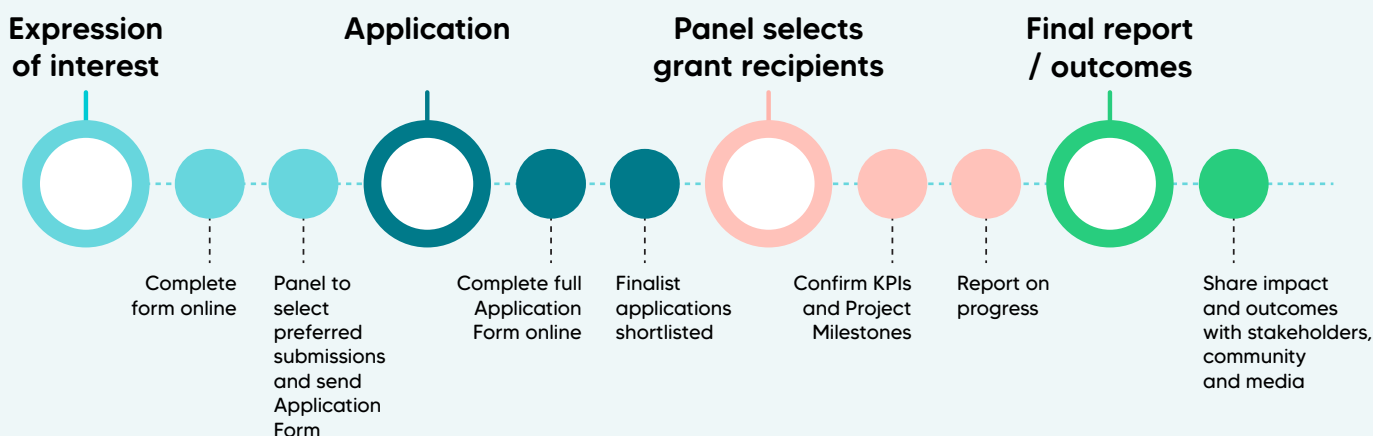 Expression
of interest
Application
Panel selects
grant recipients
Final report
/ outcomes
Complete
form online
Panel to
select
preferred
submissions
and send
Application
Form
Complete full
Application
Form online
Finalist
applications
shortlisted
Confirm KPIs
and Project
Milestones
Report on
progress
Share impact
and outcomes
with stakeholders,
community
and media